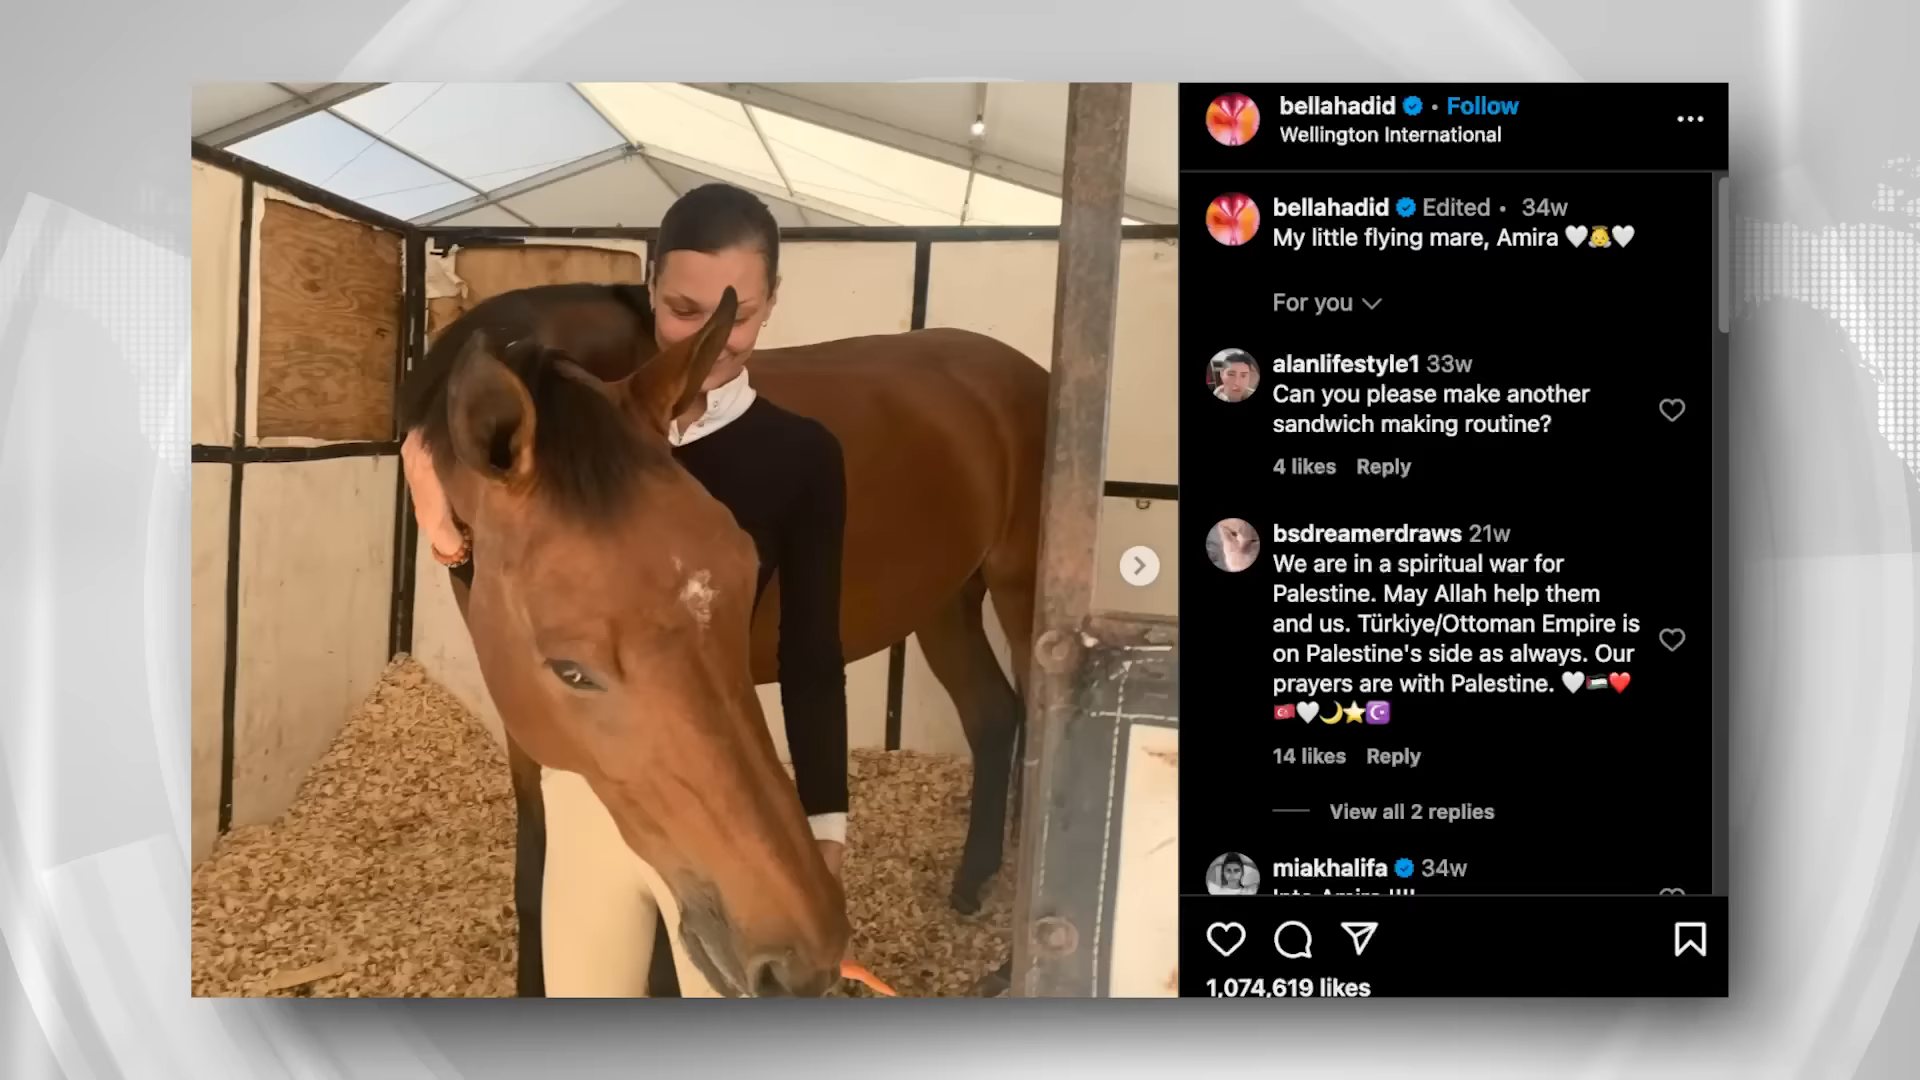 bellahadid • Follow
Wellington International
bellahadid Edited • 34w
My little flying mare, Amira 🤍👼🤍
For you
alanlifestyle1 33w
Can you please make another
sandwich making routine?
4 likes Reply
bsdreamerdraws 21w
We are in a spiritual war for
Palestine. May Allah help them
and us. Türkiye/Ottoman Empire is
on Palestine's side as always. Our
prayers are with Palestine. 🤍🇵🇸❤️
🇹🇷🤍🌙⭐☪️
14 likes Reply
View all 2 replies
miakhalifa 34w
1,074,619 likes